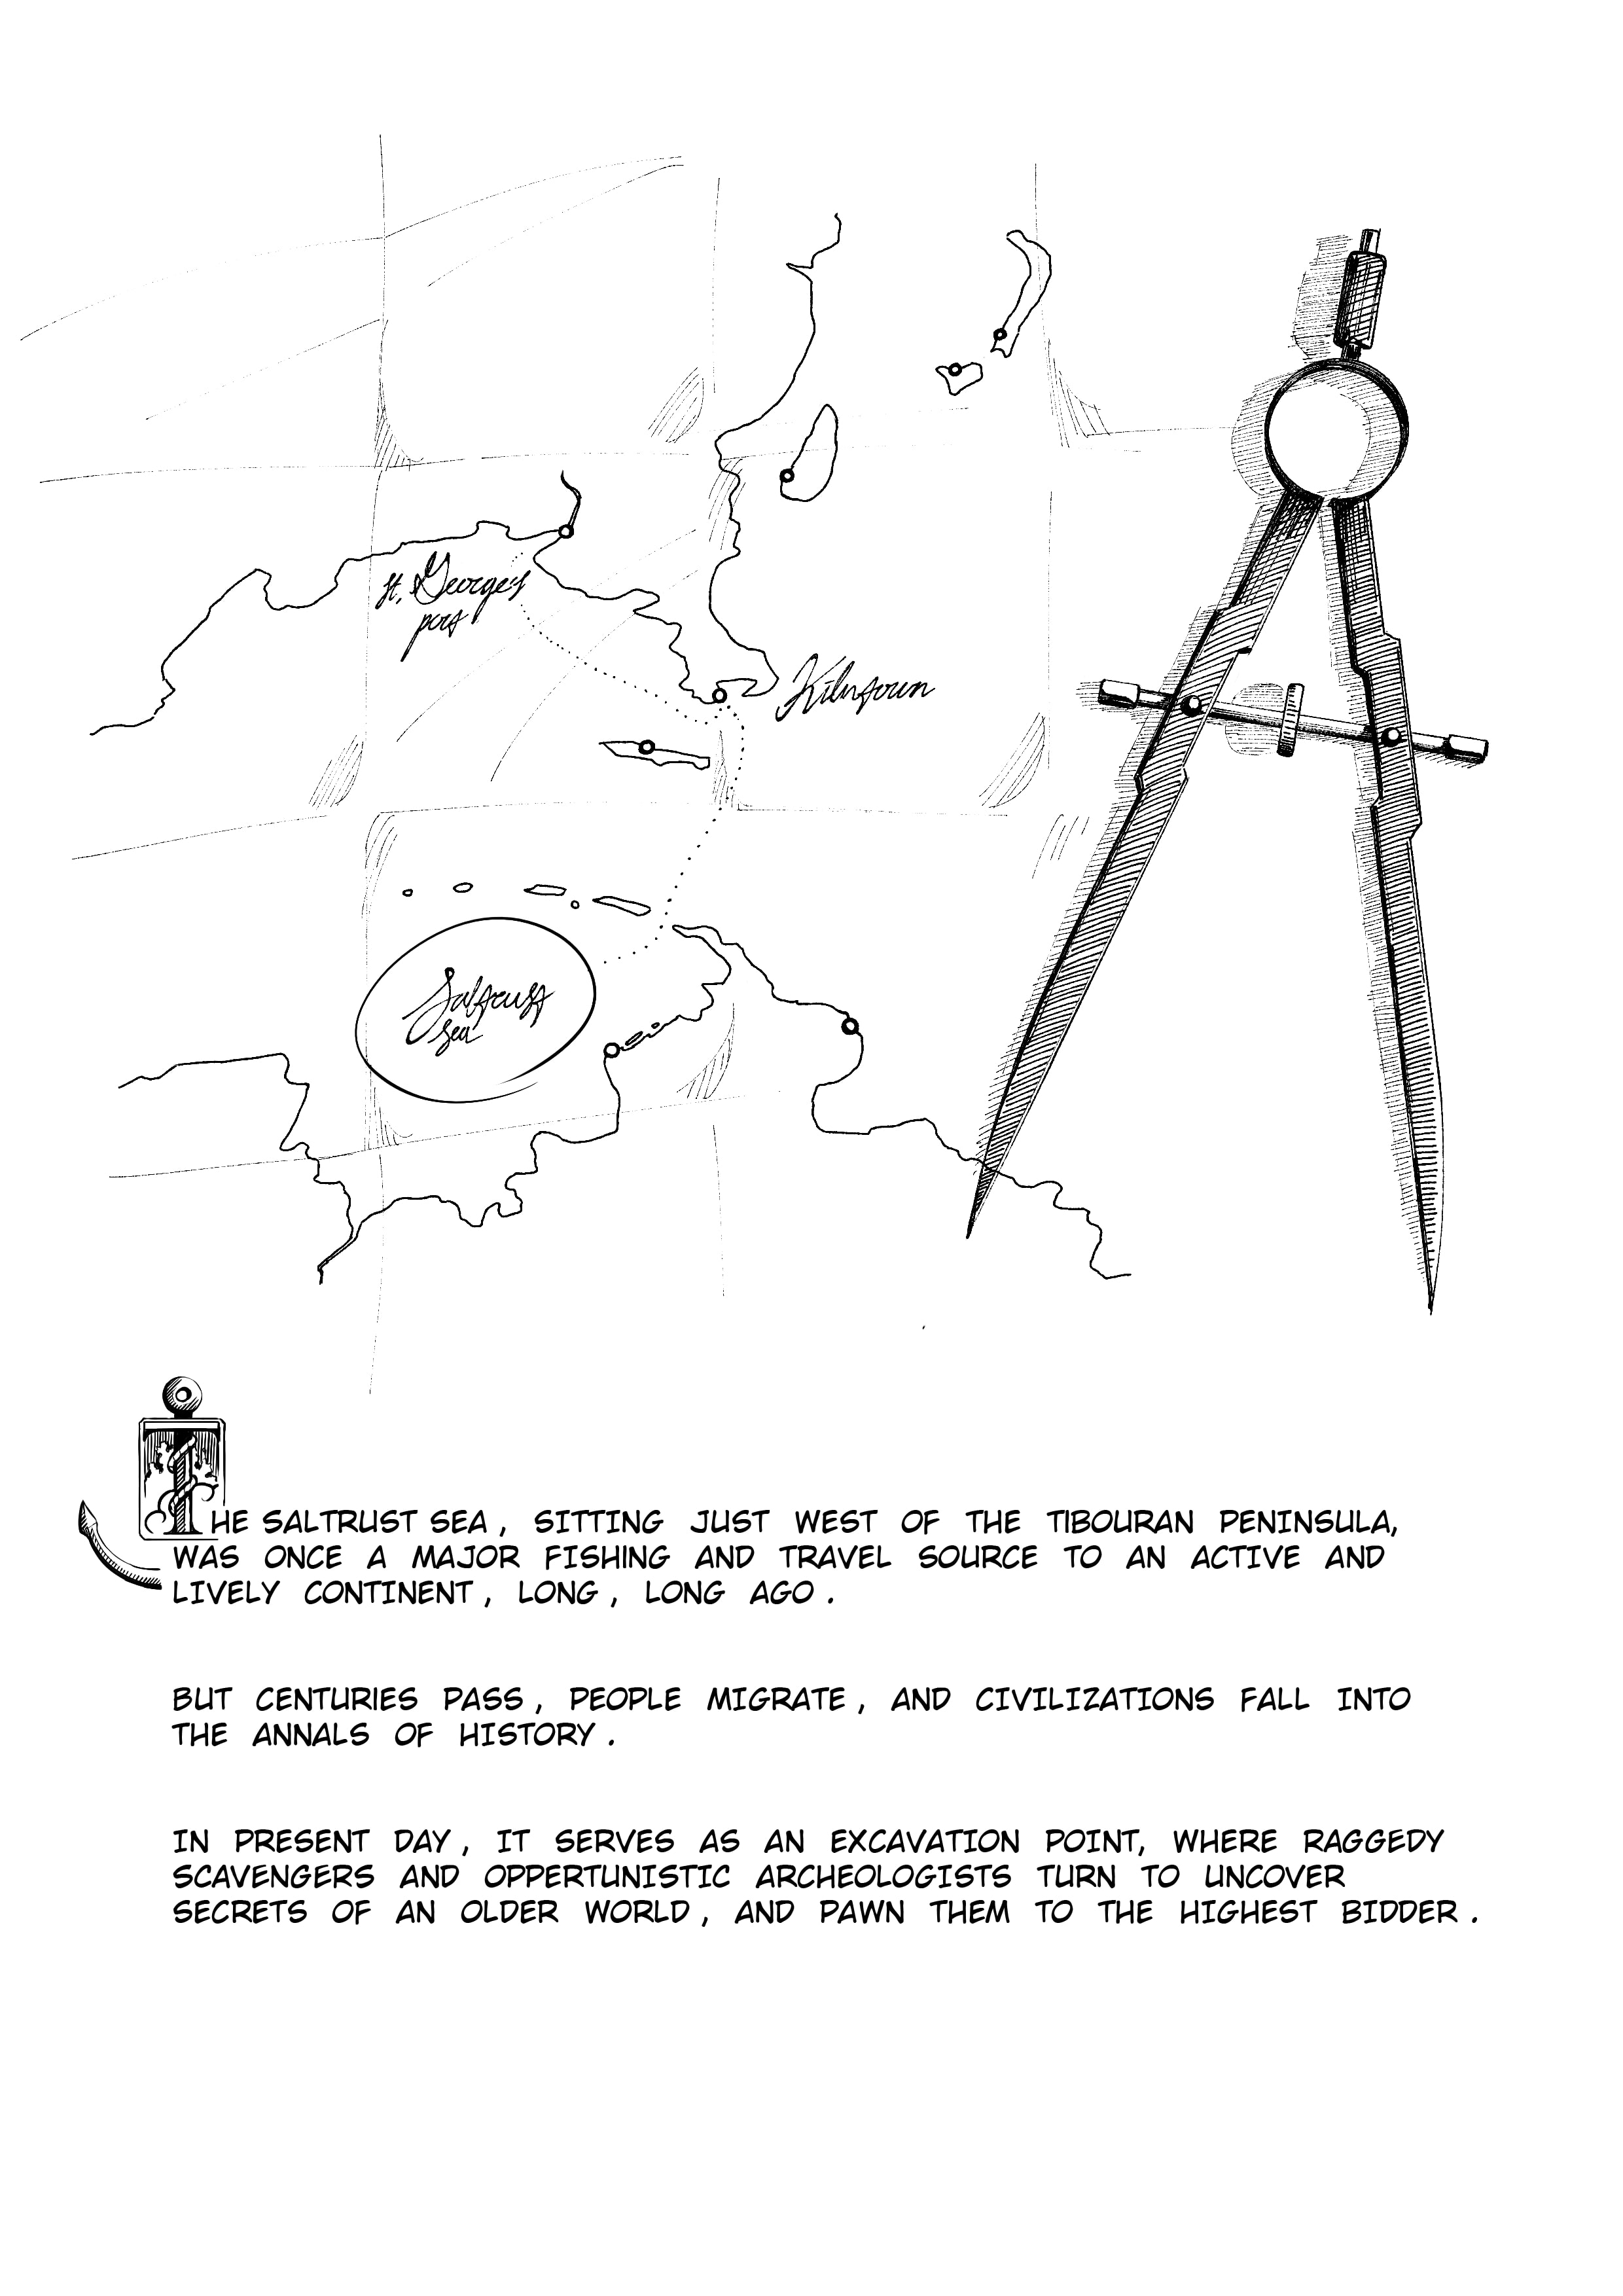 St. Georges
port
Kilntown
Saltrust
sea
THE SALTRUST SEA, SITTING JUST WEST OF THE TIBOURAN PENINSULA,
WAS ONCE A MAJOR FISHING AND TRAVEL SOURCE TO AN ACTIVE AND
LIVELY CONTINENT, LONG, LONG AGO.
BUT CENTURIES PASS, PEOPLE MIGRATE, AND CIVILIZATIONS FALL INTO
THE ANNALS OF HISTORY.
IN PRESENT DAY, IT SERVES AS AN EXCAVATION POINT, WHERE RAGGEDY
SCAVENGERS AND OPPERTUNISTIC ARCHEOLOGISTS TURN TO UNCOVER
SECRETS OF AN OLDER WORLD, AND PAWN THEM TO THE HIGHEST BIDDER.